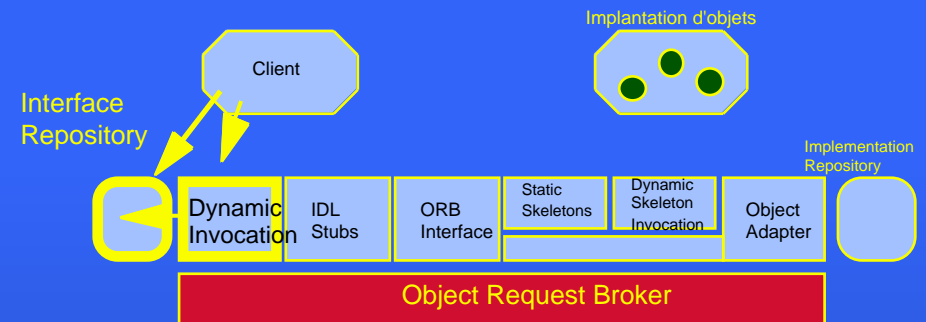 Implantation d'objets
Client
Interface
Repository
Implementation
Repository
Dynamic
Invocation
IDL
Stubs
ORB
Interface
Static
Skeletons
Dynamic
Skeleton
Invocation
Object
Adapter
Object Request Broker